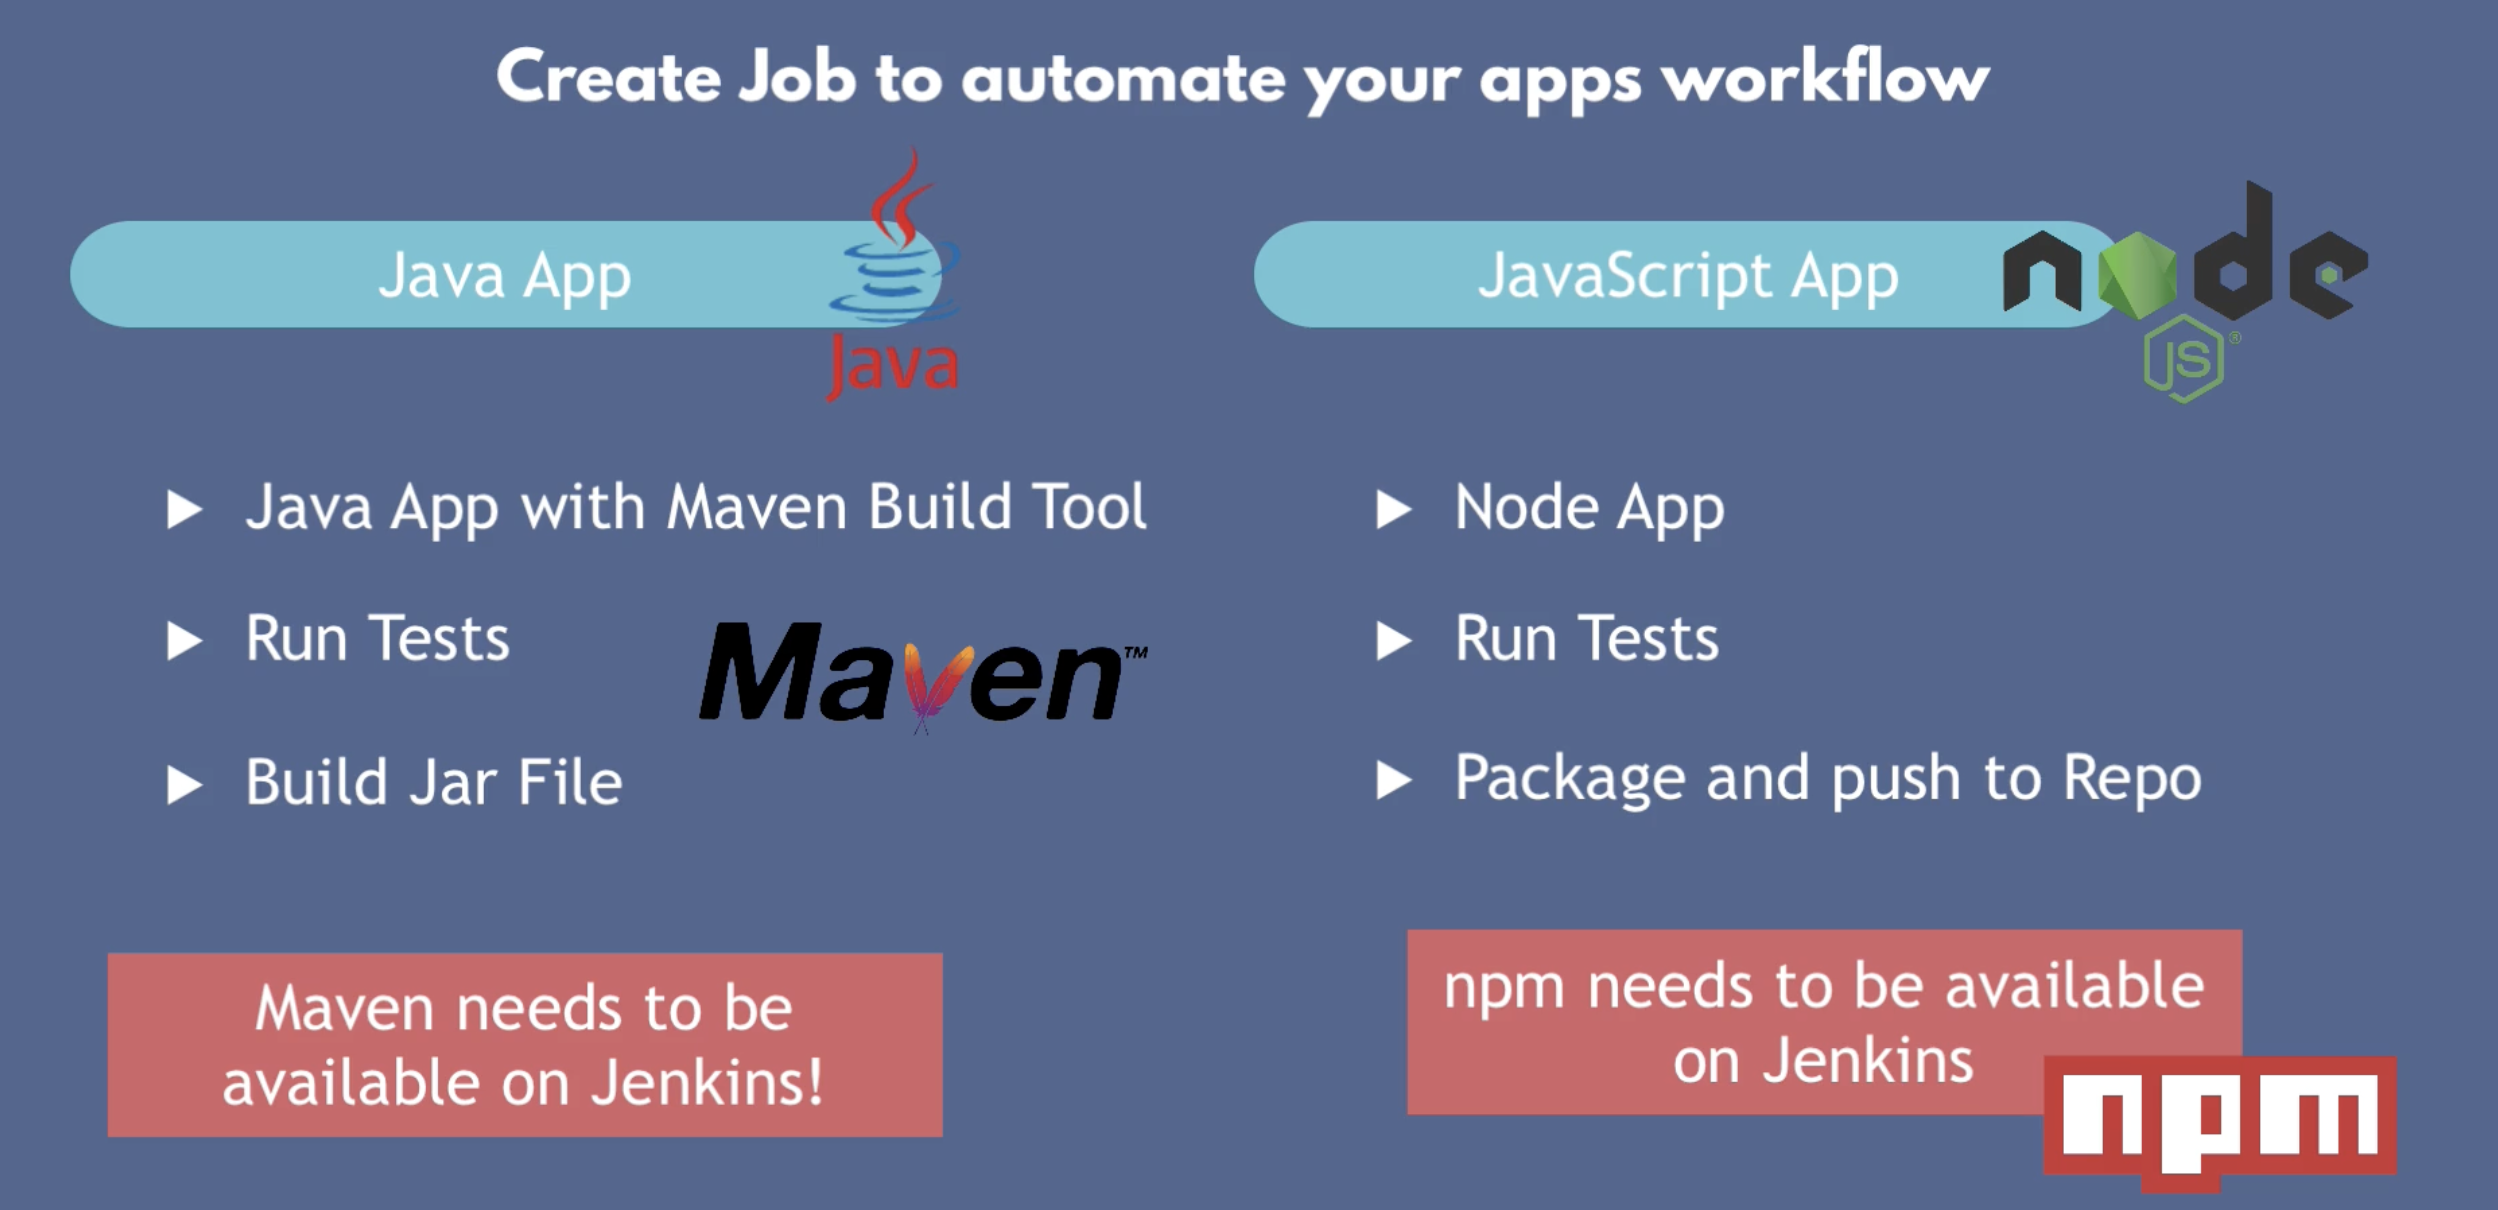 Create Job to automate your apps workflow
Java App
Java
Java App with Maven Build Tool
Run Tests
Maven™
Build Jar File
Maven needs to be
available on Jenkins!
JavaScript App
node
JS®
Node App
Run Tests
Package and push to Repo
npm needs to be available
on Jenkins
npm